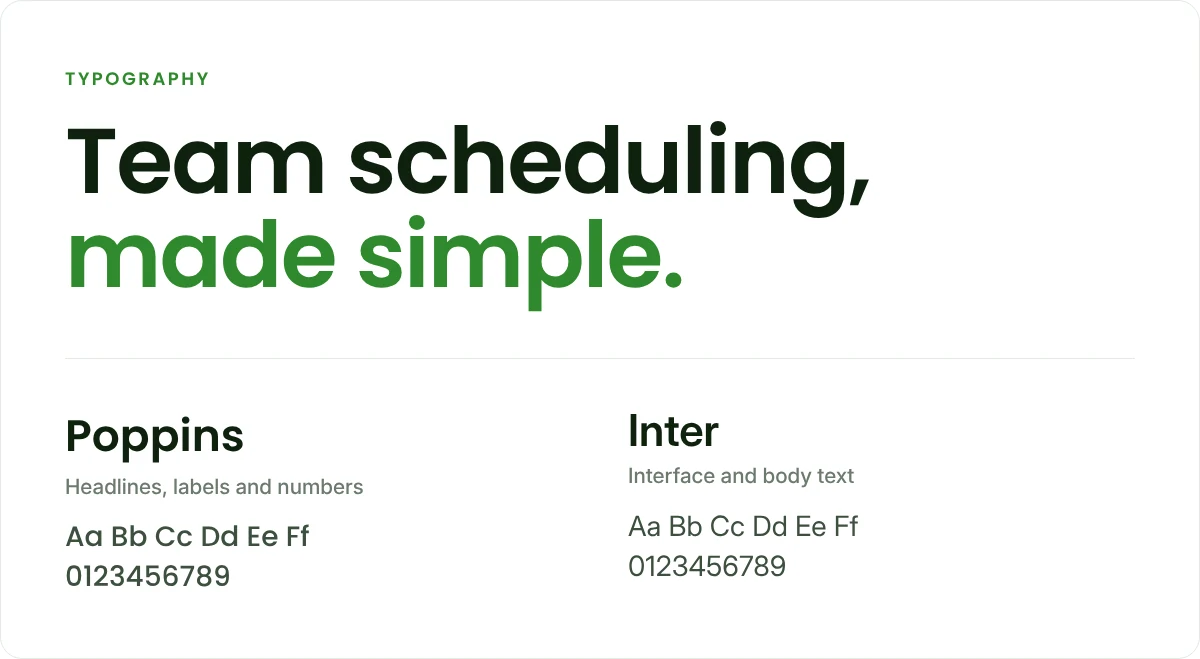 TYPOGRAPHY
Team scheduling,
made simple.
Poppins
Headlines, labels and numbers
Aa Bb Cc Dd Ee Ff
0123456789
Inter
Interface and body text
Aa Bb Cc Dd Ee Ff
0123456789